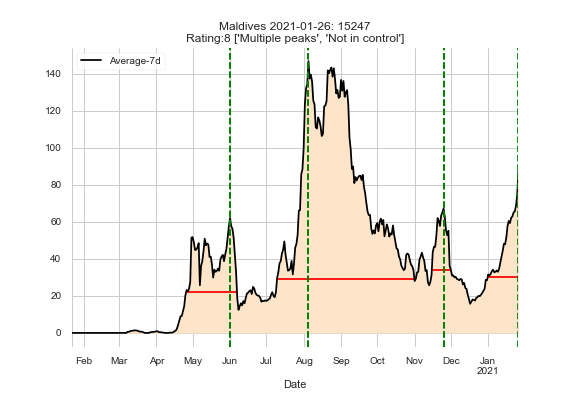 Maldives 2021-01-26: 15247
Rating:8 ['Multiple peaks', 'Not in control']
Average-7d
140
120
100
80
60
40
20
0
Feb Mar Apr May Jun Jul Aug Sep Oct Nov Dec Jan
2021
Date